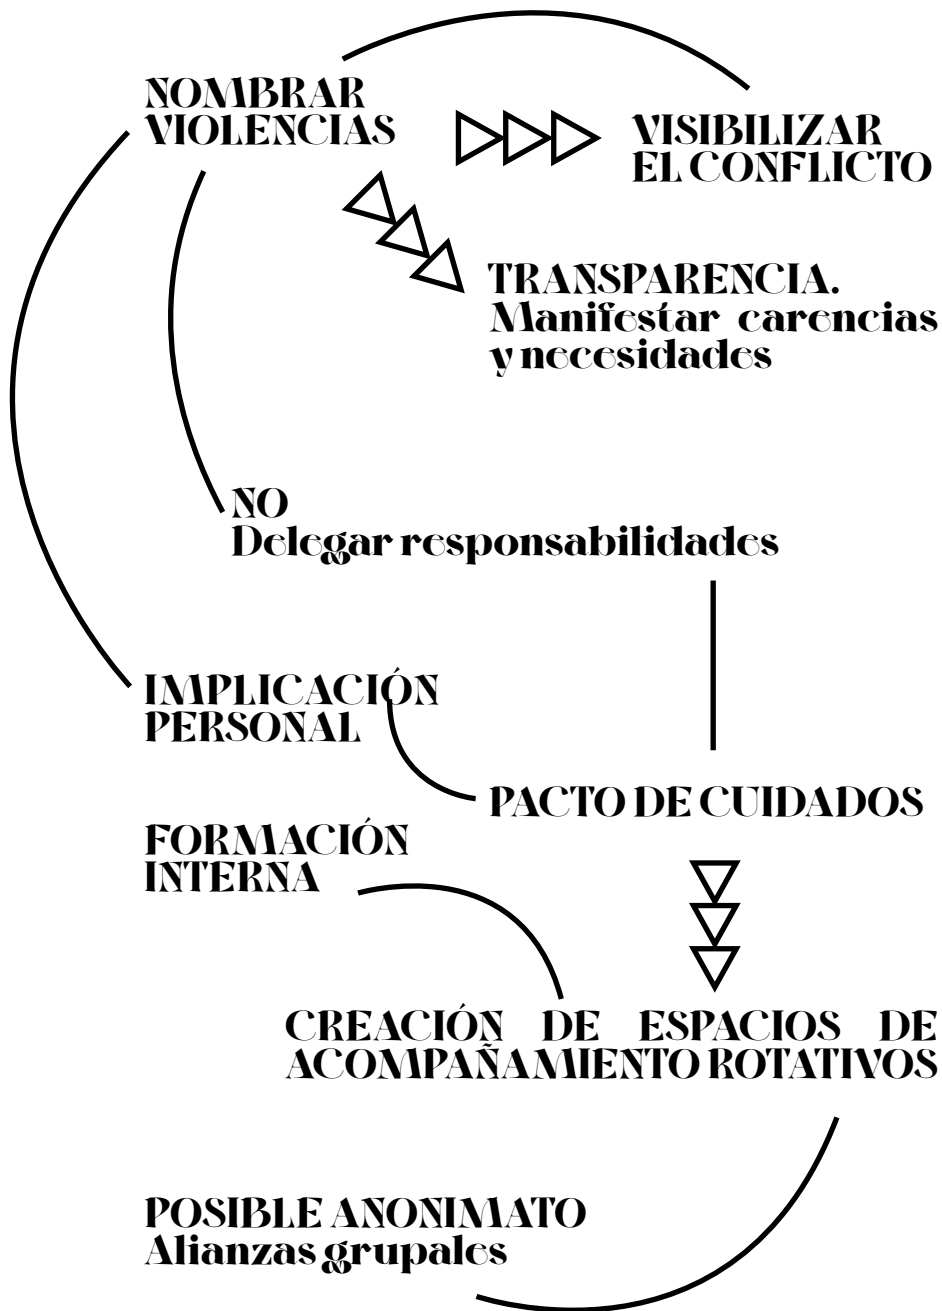 NOMBRAR
VIOLENCIAS
VISIBILIZAR
EL CONFLICTO
TRANSPARENCIA.
Manifestar carencias
y necesidades
NO
Delegar responsabilidades
IMPLICACIÓN
PERSONAL
PACTO DE CUIDADOS
FORMACIÓN
INTERNA
CREACIÓN DE ESPACIOS DE
ACOMPAÑAMIENTO ROTATIVOS
POSIBLE ANONIMATO
Alianzas grupales